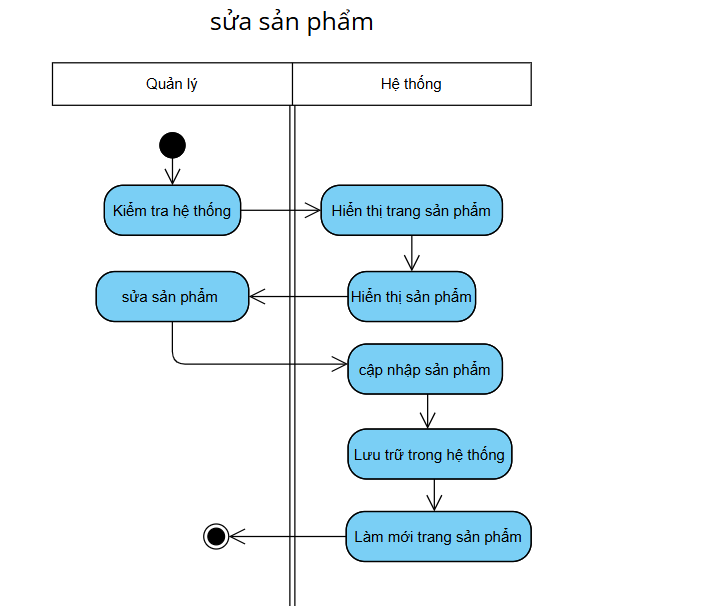 sửa sản phẩm
Quản lý
Hệ thống
Kiểm tra hệ thống
Hiển thị trang sản phẩm
sửa sản phẩm
Hiển thị sản phẩm
cập nhập sản phẩm
Lưu trữ trong hệ thống
Làm mới trang sản phẩm